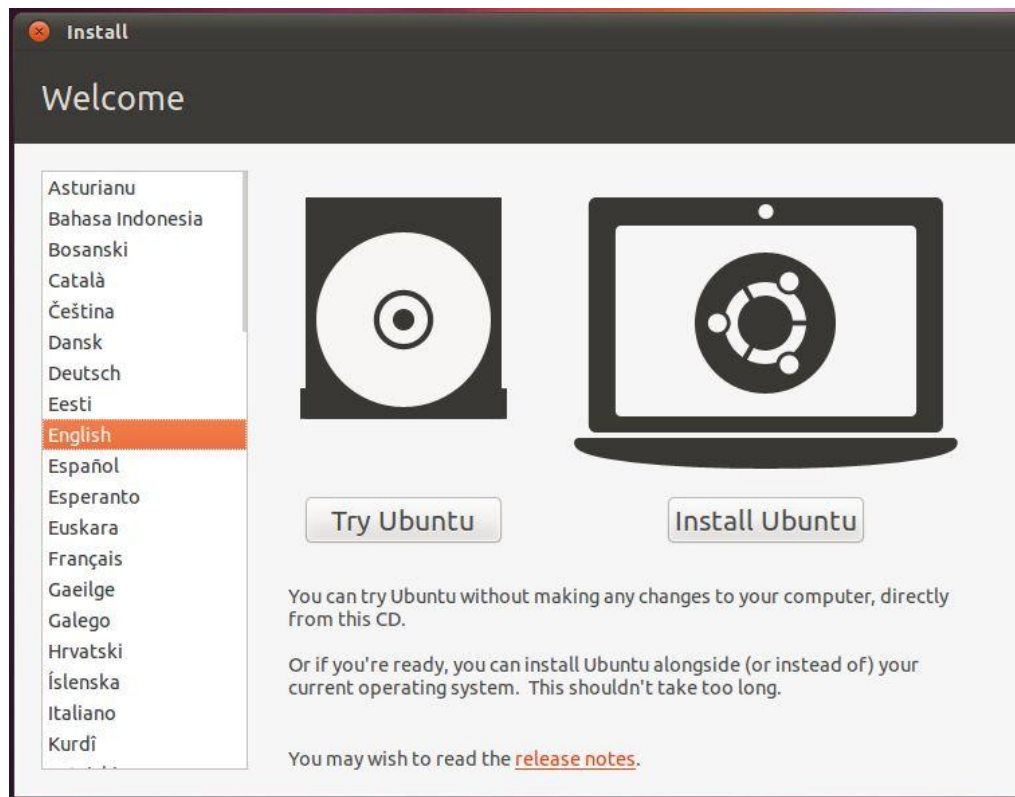 Install
Welcome
Asturianu
Bahasa Indonesia
Bosanski
Català
Čeština
Dansk
Deutsch
Eesti
English
Español
Esperanto
Euskara
Français
Gaeilge
Galego
Hrvatski
Íslenska
Italiano
Kurdî
Try Ubuntu
Install Ubuntu
You can try Ubuntu without making any changes to your computer, directly
from this CD.
Or if you're ready, you can install Ubuntu alongside (or instead of) your
current operating system. This shouldn't take too long.
You may wish to read the release notes.